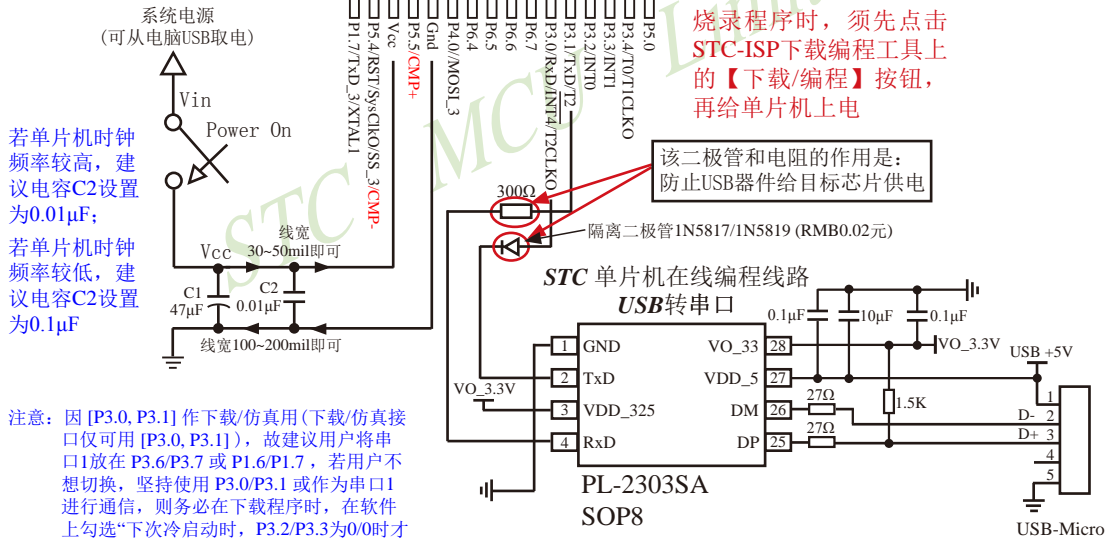 系统电源
(可从电脑USB取电)
Vin
Power On
若单片机时钟
频率较高，建
议电容C2设置
为0.01μF；
若单片机时钟
频率较低，建
议电容C2设置
为0.1μF
Vcc
线宽
30~50mil即可
C1
47μF
C2
0.01μF
线宽100~200mil即可
P1.7/TxD_3/XTAL1
P5.4/RST/SysClkO/SS_3/CMP-
Vcc
P5.5/CMP+
Gnd
P4.0/MOSI_3
P6.4
P6.5
P6.6
P6.7
P3.0/RxD/INT4/T2CLKO
P3.1/TxD/T2
P3.2/INT0
P3.3/INT1
P3.4/T0/T1CLKO
P5.0
STC MCU Limit
烧录程序时，须先点击
STC-ISP下载编程工具上
的【下载/编程】按钮，
再给单片机上电
该二极管和电阻的作用是：
防止USB器件给目标芯片供电
300Ω
隔离二极管1N5817/1N5819 (RMB0.02元)
STC 单片机在线编程线路
USB转串口
0.1μF
10μF
0.1μF
1 GND
2 TxD
3 VDD_325
4 RxD
VO_33 28
VDD_5 27
DM 26
DP 25
VO_3.3V
VO_3.3V
USB +5V
27Ω
27Ω
1.5K
D-
D+
1
2
3
4
5
PL-2303SA
SOP8
USB-Micro
注意：因 [P3.0, P3.1] 作下载/仿真用 (下载/仿真接
口仅可用 [P3.0, P3.1] )，故建议用户将串
口1放在 P3.6/P3.7 或 P1.6/P1.7 ，若用户不
想切换，坚持使用 P3.0/P3.1 或作为串口1
进行通信，则务必在下载程序时，在软件
上勾选“下次冷启动时，P3.2/P3.3为0/0时才